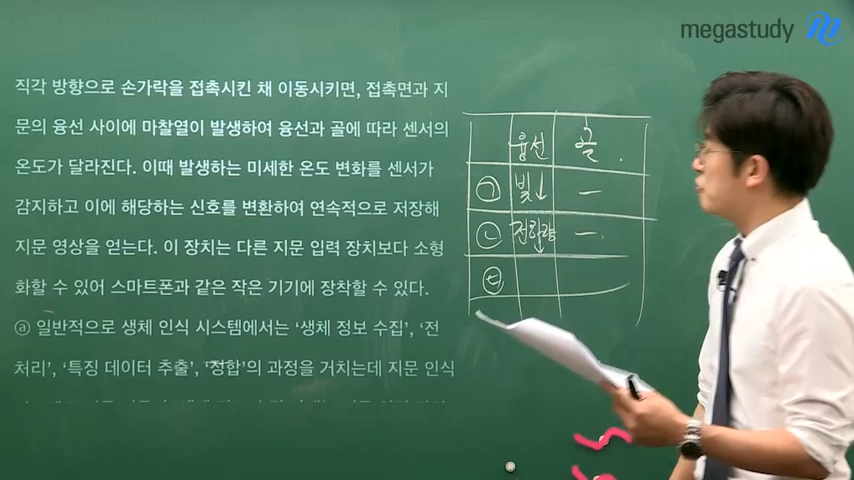 megastudy
직각 방향으로 손가락을 접촉시킨 채 이동시키면, 접촉면과 지
문의 융선 사이에 마찰열이 발생하여 융선과 골에 따라 센서의
온도가 달라진다. 이때 발생하는 미세한 온도 변화를 센서가
감지하고 이에 해당하는 신호를 변환하여 연속적으로 저장해
지문 영상을 얻는다. 이 장치는 다른 지문 입력 장치보다 소형
화할 수 있어 스마트폰과 같은 작은 기기에 장착할 수 있다.
ⓐ 일반적으로 생체 인식 시스템에서는 ‘생체 정보 수집’, ‘전
처리’, ‘특징 데이터 추출’, ‘정합’의 과정을 거치는데 지문 인식
융선 골
㉠ 빛↓ —
㉡ 전하량↓ —
㉢